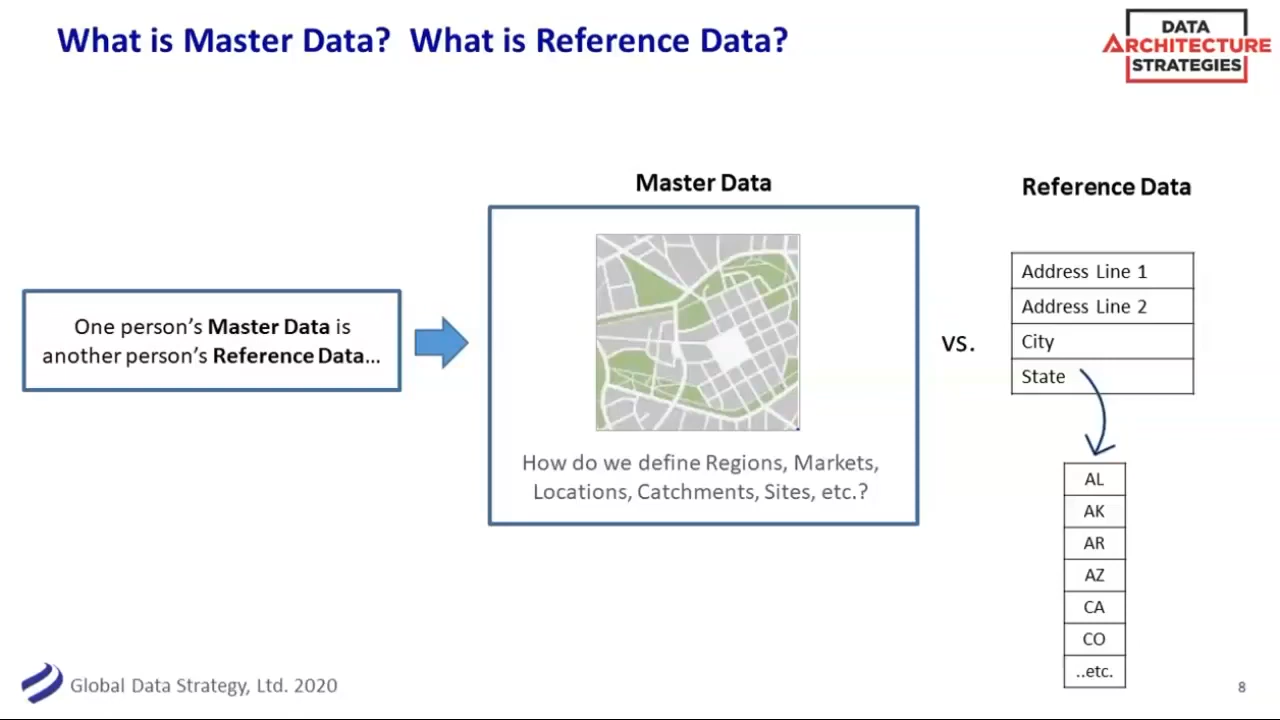 What is Master Data?  What is Reference Data?
DATA
ARCHITECTURE
STRATEGIES
One person's Master Data is
another person's Reference Data...
Master Data
How do we define Regions, Markets,
Locations, Catchments, Sites, etc.?
vs.
Reference Data
Address Line 1
Address Line 2
City
State
AL
AK
AR
AZ
CA
CO
..etc.
Global Data Strategy, Ltd. 2020
8